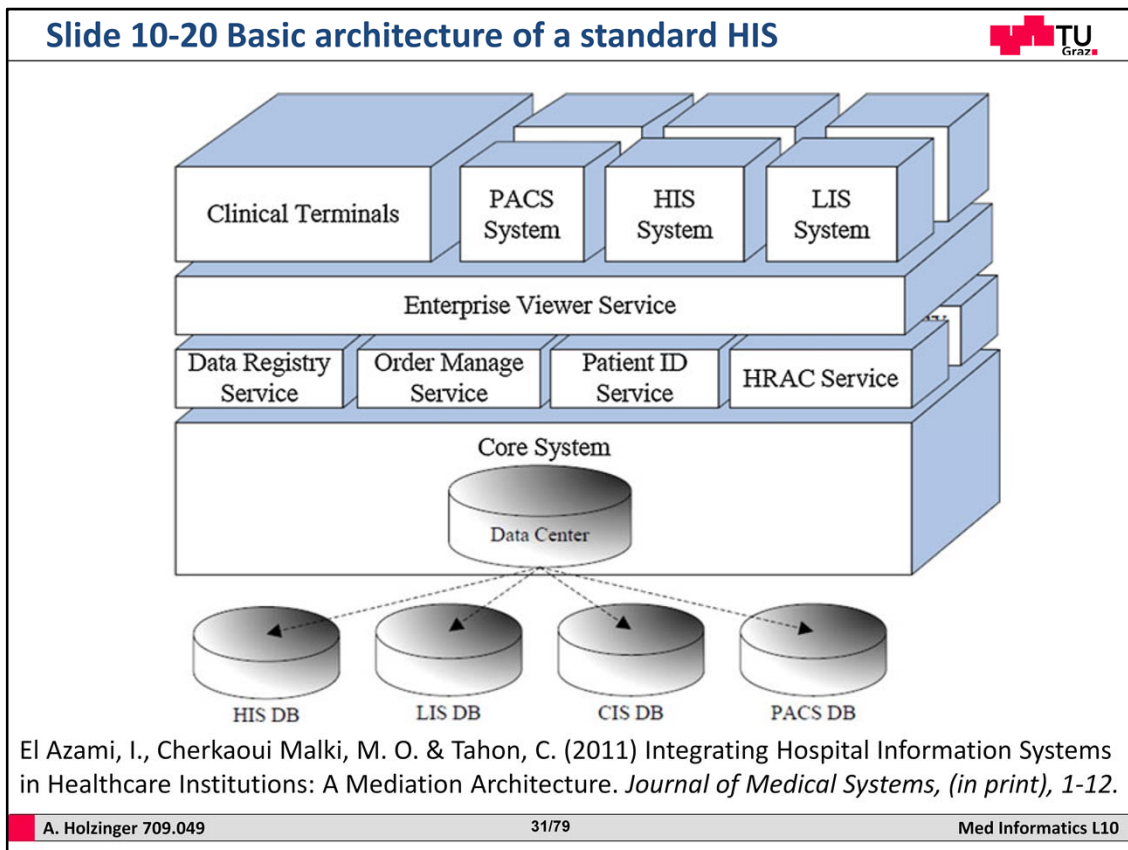 Slide 10-20 Basic architecture of a standard HIS
TU
Graz
Clinical Terminals
PACS
System
HIS
System
LIS
System
Enterprise Viewer Service
Data Registry
Service
Order Manage
Service
Patient ID
Service
HRAC Service
Core System
Data Center
HIS DB
LIS DB
CIS DB
PACS DB
El Azami, I., Cherkaoui Malki, M. O. & Tahon, C. (2011) Integrating Hospital Information Systems
in Healthcare Institutions: A Mediation Architecture. Journal of Medical Systems, (in print), 1-12.
A. Holzinger 709.049
31/79
Med Informatics L10